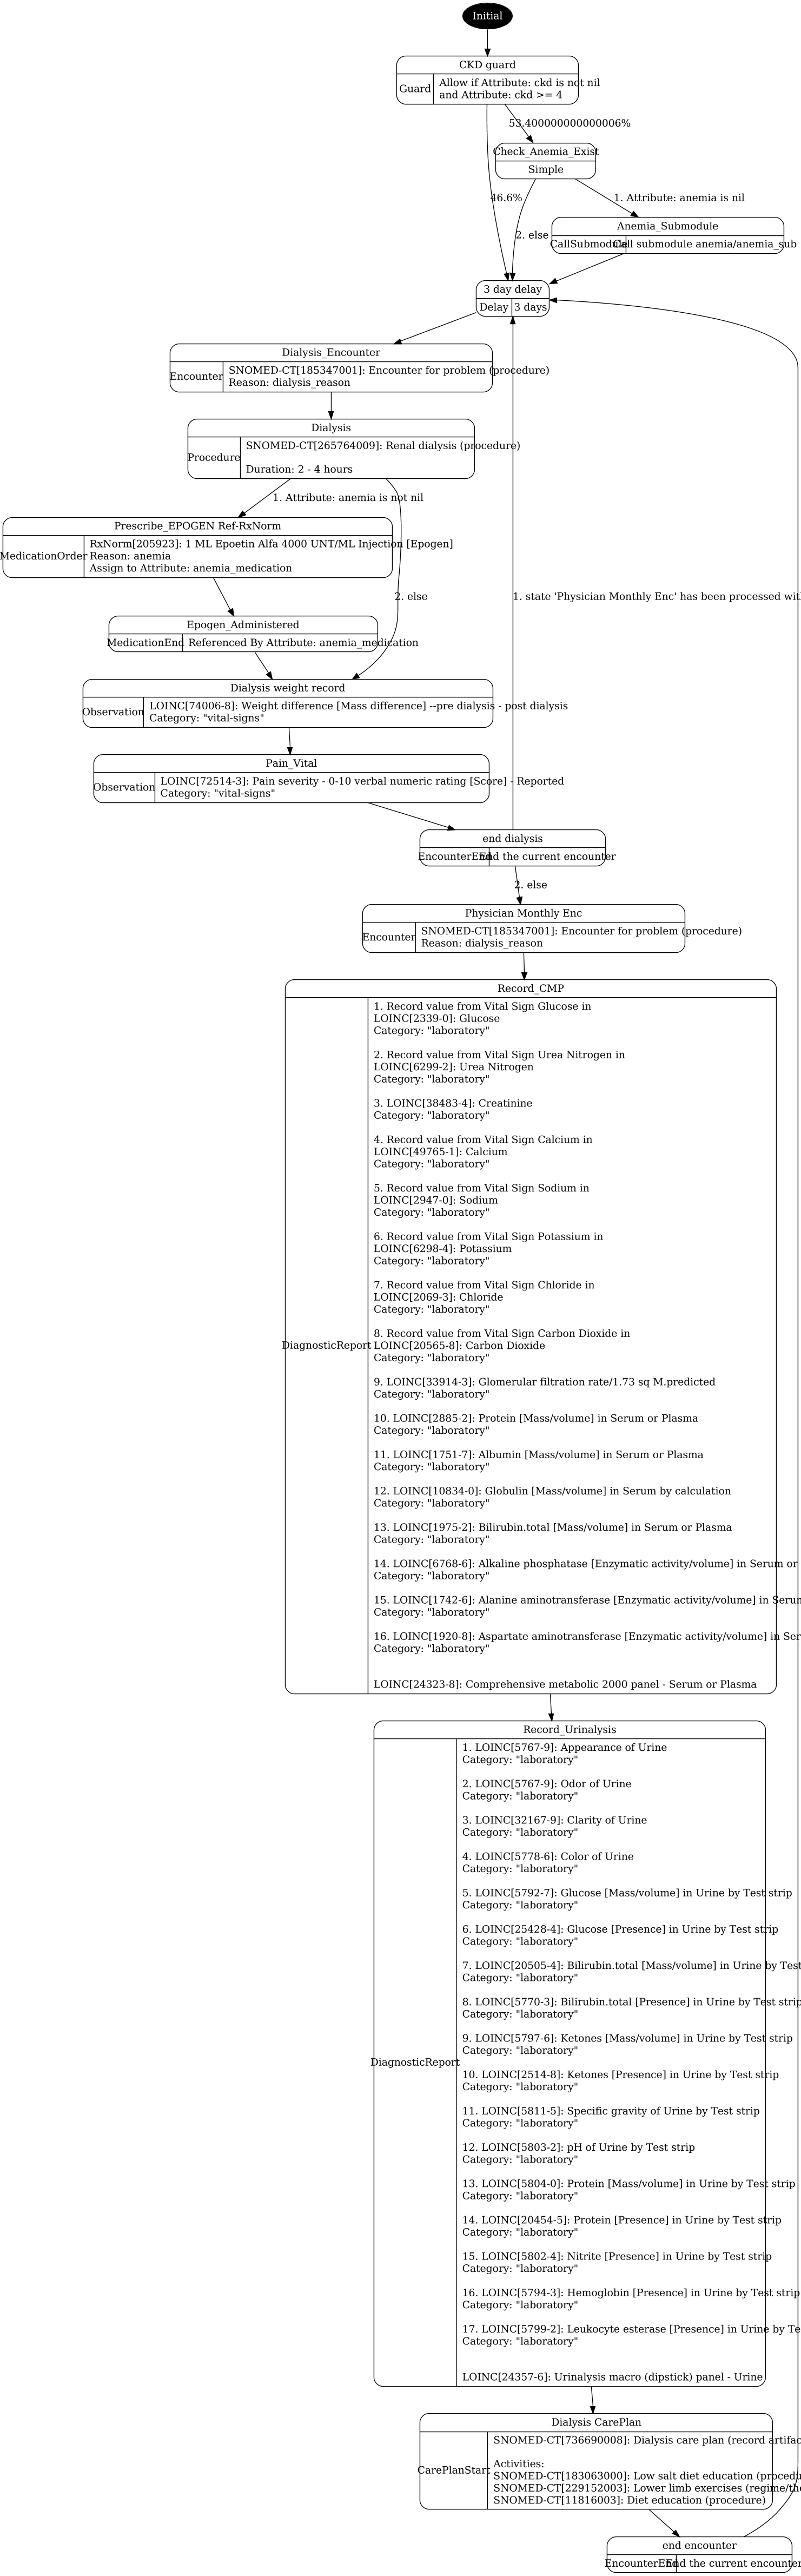 Initial
CKD guard
Guard
Allow if Attribute: ckd is not nil
and Attribute: ckd >= 4
53.400000000000006%
Check_Anemia_Exist
Simple
46.6%
1. Attribute: anemia is nil
2. else
Anemia_Submodule
CallSubmodule
Call submodule anemia/anemia_sub
3 day delay
Delay
3 days
Dialysis_Encounter
Encounter
SNOMED-CT[185347001]: Encounter for problem (procedure)
Reason: dialysis_reason
Dialysis
Procedure
SNOMED-CT[265764009]: Renal dialysis (procedure)
Duration: 2 - 4 hours
1. Attribute: anemia is not nil
Prescribe_EPOGEN Ref-RxNorm
MedicationOrder
RxNorm[205923]: 1 ML Epoetin Alfa 4000 UNT/ML Injection [Epogen]
Reason: anemia
Assign to Attribute: anemia_medication
2. else
1. state 'Physician Monthly Enc' has been processed
Epogen_Administered
MedicationEnd
Referenced By Attribute: anemia_medication
Dialysis weight record
Observation
LOINC[74006-8]: Weight difference [Mass difference] --pre dialysis - post dialysis
Category: "vital-signs"
Pain_Vital
Observation
LOINC[72514-3]: Pain severity - 0-10 verbal numeric rating [Score] - Reported
Category: "vital-signs"
end dialysis
EncounterEnd
End the current encounter
2. else
Physician Monthly Enc
Encounter
SNOMED-CT[185347001]: Encounter for problem (procedure)
Reason: dialysis_reason
Record_CMP
DiagnosticReport
1. Record value from Vital Sign Glucose in
LOINC[2339-0]: Glucose
Category: "laboratory"
2. Record value from Vital Sign Urea Nitrogen in
LOINC[6299-2]: Urea Nitrogen
Category: "laboratory"
3. LOINC[38483-4]: Creatinine
Category: "laboratory"
4. Record value from Vital Sign Calcium in
LOINC[49765-1]: Calcium
Category: "laboratory"
5. Record value from Vital Sign Sodium in
LOINC[2947-0]: Sodium
Category: "laboratory"
6. Record value from Vital Sign Potassium in
LOINC[6298-4]: Potassium
Category: "laboratory"
7. Record value from Vital Sign Chloride in
LOINC[2069-3]: Chloride
Category: "laboratory"
8. Record value from Vital Sign Carbon Dioxide in
LOINC[20565-8]: Carbon Dioxide
Category: "laboratory"
9. LOINC[33914-3]: Glomerular filtration rate/1.73 sq M.predicted
Category: "laboratory"
10. LOINC[2885-2]: Protein [Mass/volume] in Serum or Plasma
Category: "laboratory"
11. LOINC[1751-7]: Albumin [Mass/volume] in Serum or Plasma
Category: "laboratory"
12. LOINC[10834-0]: Globulin [Mass/volume] in Serum by calculation
Category: "laboratory"
13. LOINC[1975-2]: Bilirubin.total [Mass/volume] in Serum or Plasma
Category: "laboratory"
14. LOINC[6768-6]: Alkaline phosphatase [Enzymatic activity/volume] in Serum or
Category: "laboratory"
15. LOINC[1742-6]: Alanine aminotransferase [Enzymatic activity/volume] in
Category: "laboratory"
16. LOINC[1920-8]: Aspartate aminotransferase [Enzymatic activity/volume] in
Category: "laboratory"
LOINC[24323-8]: Comprehensive metabolic 2000 panel - Serum or Plasma
Record_Urinalysis
DiagnosticReport
1. LOINC[5767-9]: Appearance of Urine
Category: "laboratory"
2. LOINC[5767-9]: Odor of Urine
Category: "laboratory"
3. LOINC[32167-9]: Clarity of Urine
Category: "laboratory"
4. LOINC[5778-6]: Color of Urine
Category: "laboratory"
5. LOINC[5792-7]: Glucose [Mass/volume] in Urine by Test strip
Category: "laboratory"
6. LOINC[25428-4]: Glucose [Presence] in Urine by Test strip
Category: "laboratory"
7. LOINC[20505-4]: Bilirubin.total [Mass/volume] in Urine by Test
Category: "laboratory"
8. LOINC[5770-3]: Bilirubin.total [Presence] in Urine by Test strip
Category: "laboratory"
9. LOINC[5797-6]: Ketones [Mass/volume] in Urine by Test strip
Category: "laboratory"
10. LOINC[2514-8]: Ketones [Presence] in Urine by Test strip
Category: "laboratory"
11. LOINC[5811-5]: Specific gravity of Urine by Test strip
Category: "laboratory"
12. LOINC[5803-2]: pH of Urine by Test strip
Category: "laboratory"
13. LOINC[5804-0]: Protein [Mass/volume] in Urine by Test strip
Category: "laboratory"
14. LOINC[20454-5]: Protein [Presence] in Urine by Test strip
Category: "laboratory"
15. LOINC[5802-4]: Nitrite [Presence] in Urine by Test strip
Category: "laboratory"
16. LOINC[5794-3]: Hemoglobin [Presence] in Urine by Test strip
Category: "laboratory"
17. LOINC[5799-2]: Leukocyte esterase [Presence] in Urine by
Category: "laboratory"
LOINC[24357-6]: Urinalysis macro (dipstick) panel - Urine
Dialysis CarePlan
CarePlanStart
SNOMED-CT[736690008]: Dialysis care plan (record
Activities:
SNOMED-CT[183063000]: Low salt diet education
SNOMED-CT[229152003]: Lower limb exercises
SNOMED-CT[11816003]: Diet education (procedure)
end encounter
EncounterEnd
End the current encounter